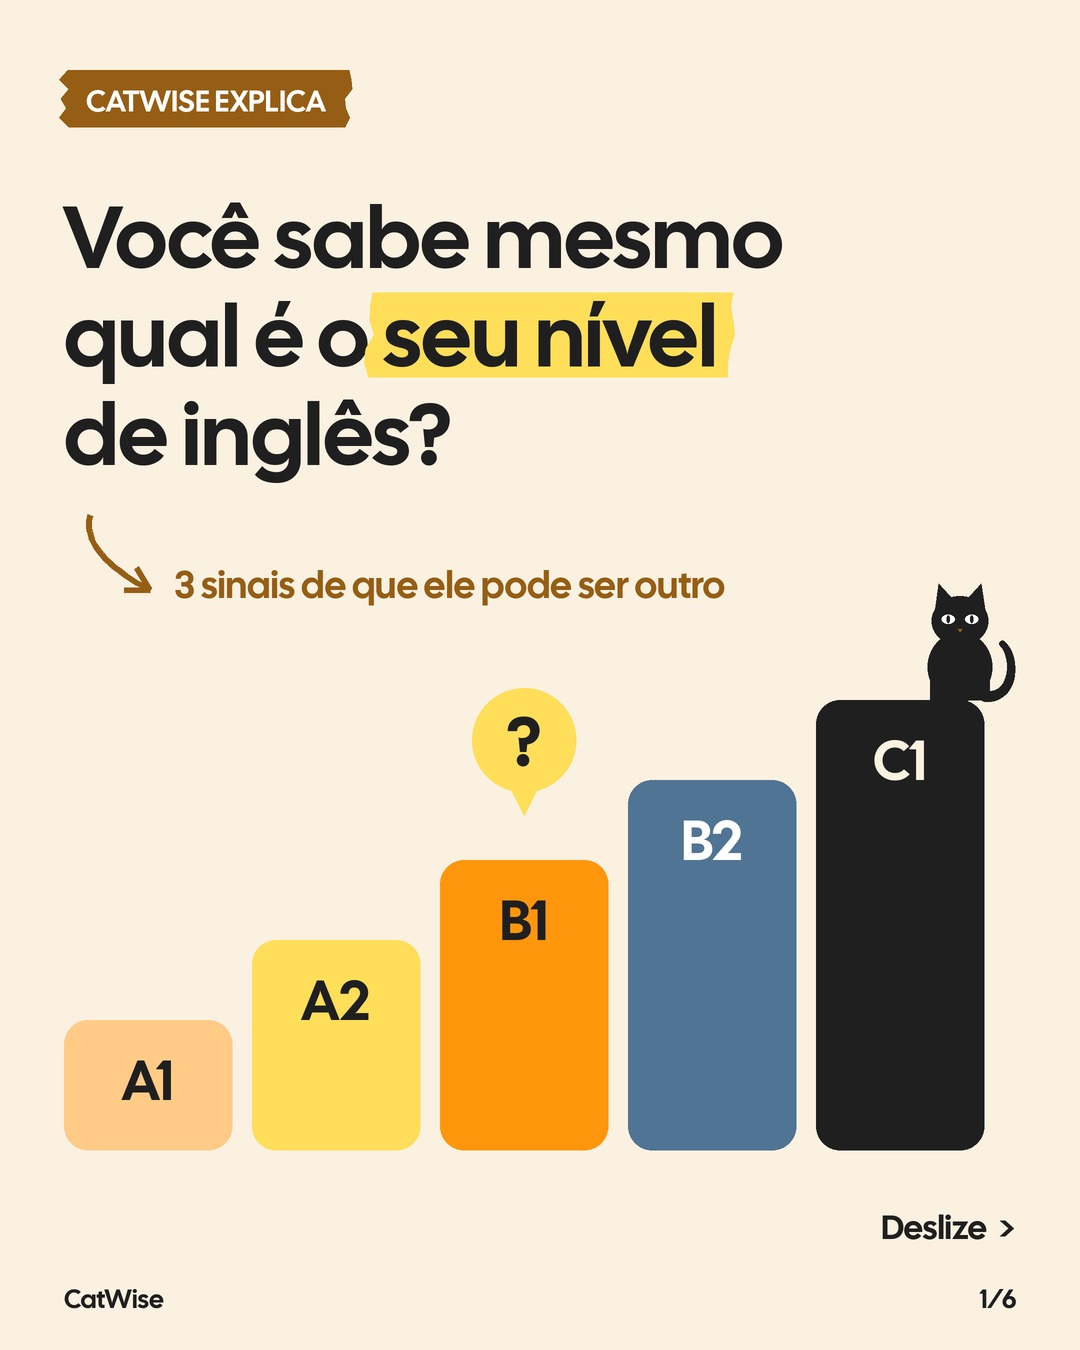 CATWISE EXPLICA
Você sabe mesmo
qual é o seu nível
de inglês?
3 sinais de que ele pode ser outro
?
C1
B2
B1
A2
A1
Deslize >
CatWise
1/6